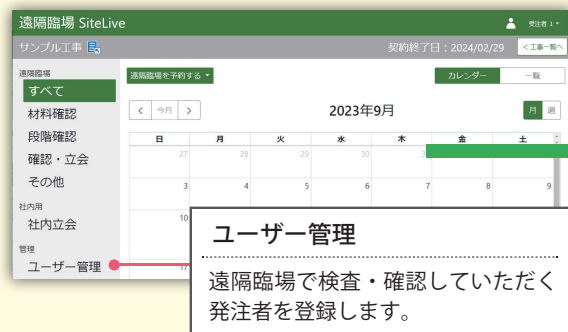 遠隔臨場 SiteLive
受注者 1
サンプル工事
契約終了日：2024/02/29
<工事一覧へ
遠隔臨場
すべて
材料確認
段階確認
確認・立会
その他
社内用
社内立会
管理
ユーザー管理
遠隔臨場を予約する
カレンダー
一覧
< 今月 >
2023年9月
月 週
日 月 火 水 木 金 土
27 28 29 30
3 4 5 6 7 8 9
10
17
ユーザー管理
遠隔臨場で検査・確認していただく
発注者を登録します。